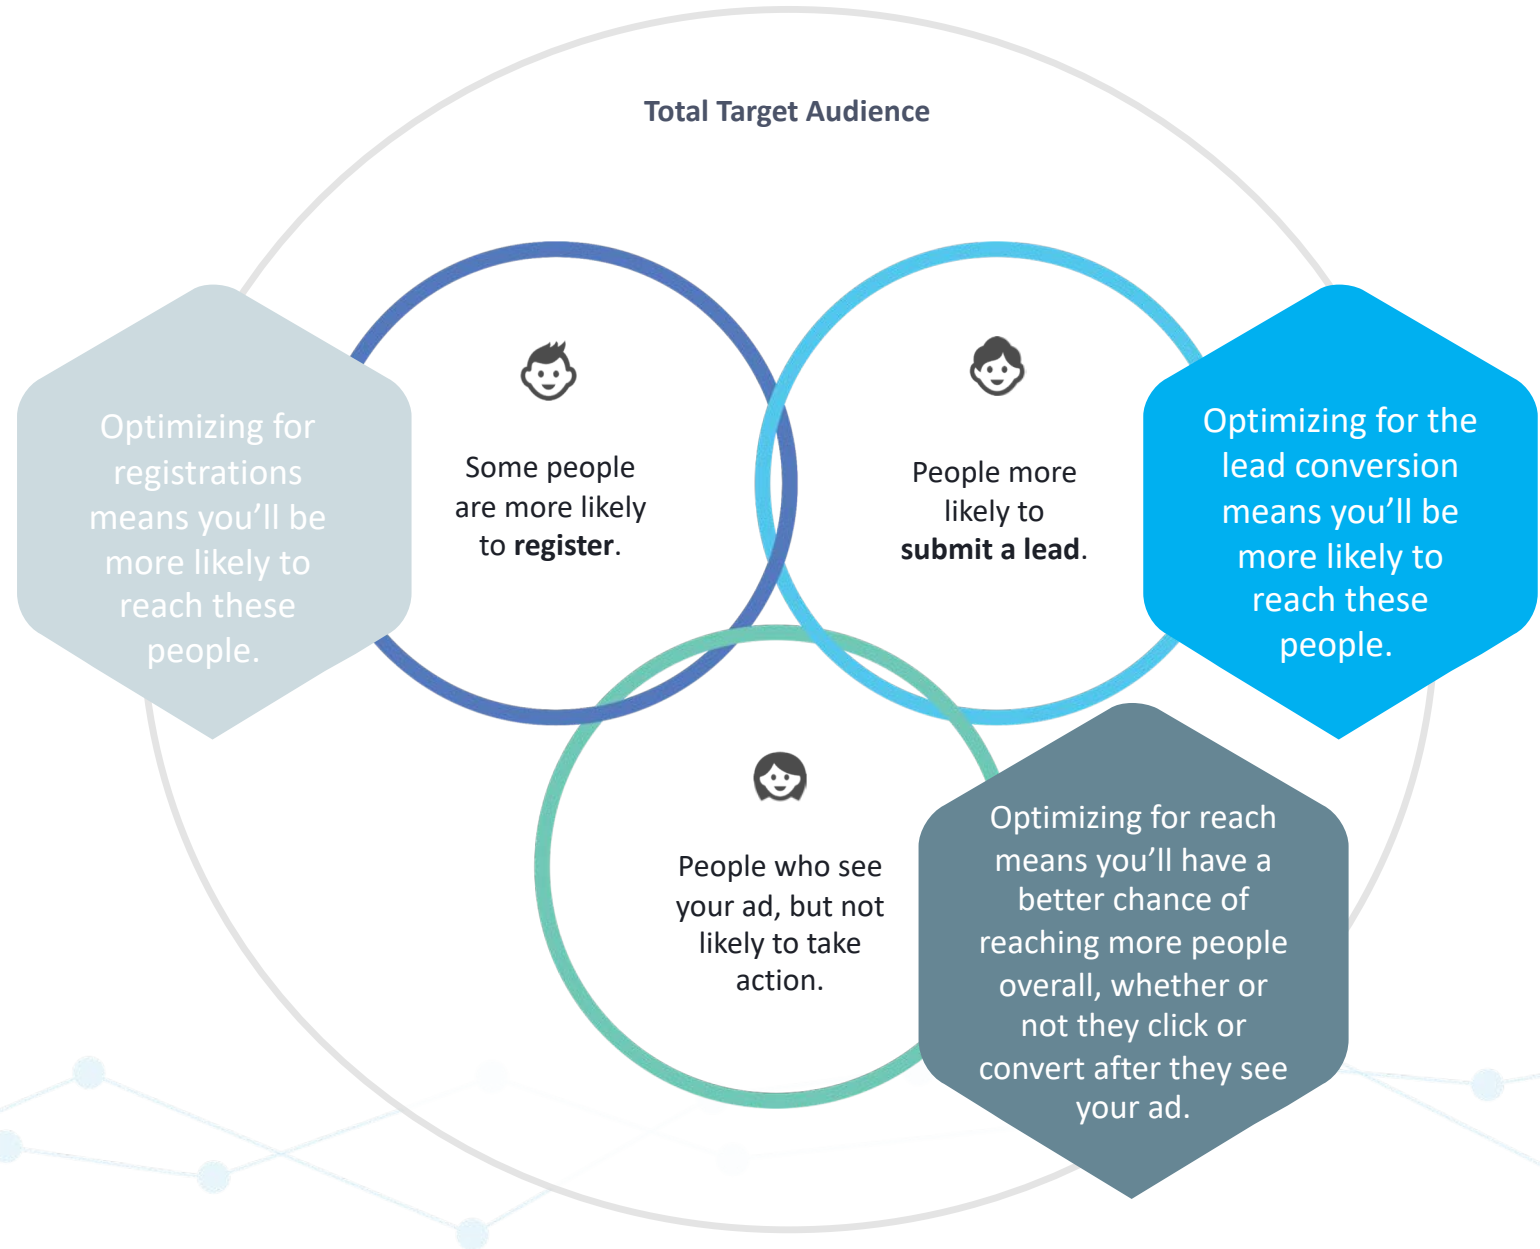 Total Target Audience
Optimizing for
registrations
means you’ll be
more likely to
reach these
people.
Some people
are more likely
to register.
People more
likely to
submit a lead.
Optimizing for the
lead conversion
means you’ll be
more likely to
reach these
people.
People who see
your ad, but not
likely to take
action.
Optimizing for reach
means you’ll have a
better chance of
reaching more people
overall, whether or
not they click or
convert after they see
your ad.